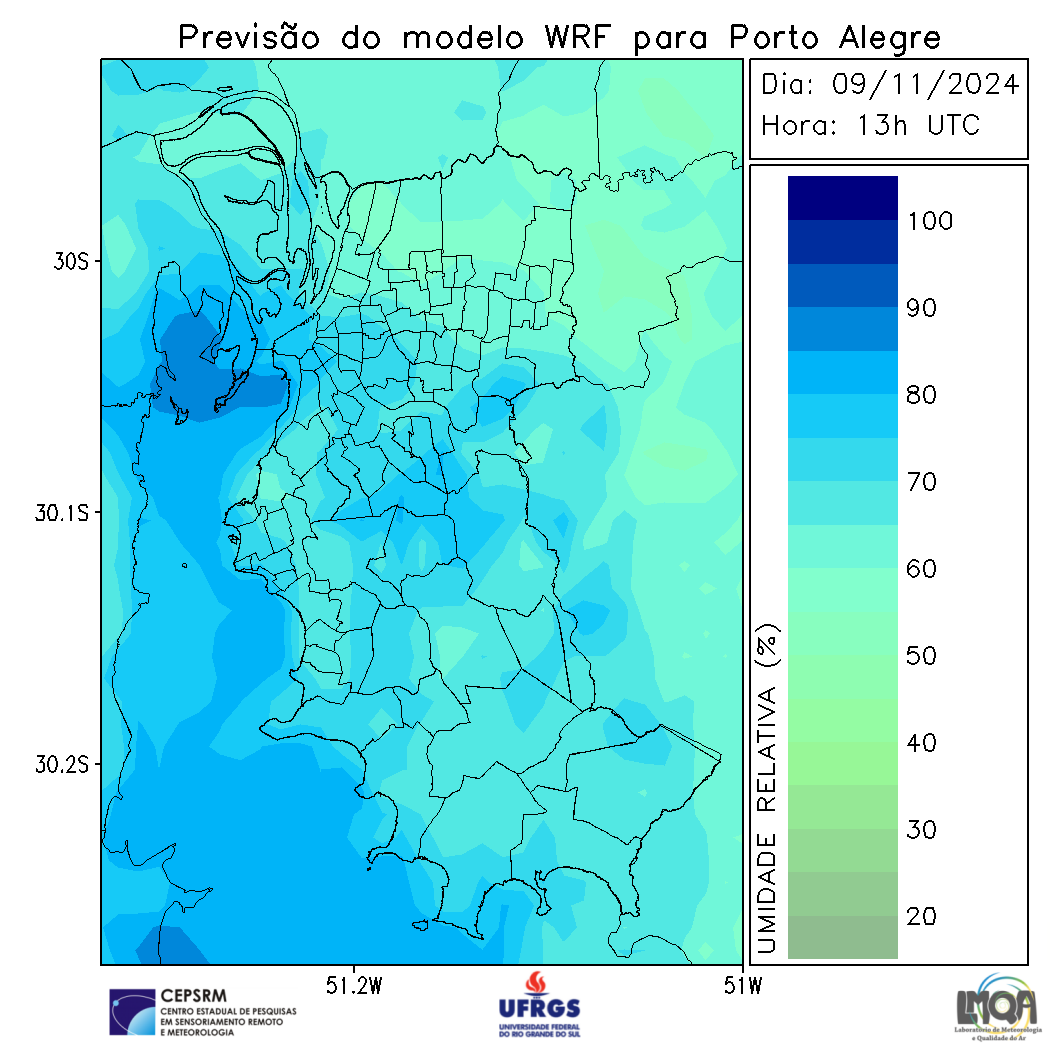 Previsão do modelo WRF para Porto Alegre
Dia: 09/11/2024
Hora: 13h UTC
100
90
80
70
60
50
40
30
20
UMIDADE RELATIVA (%)
30S
30.1S
30.2S
51.2W
51W
CEPSRM
CENTRO ESTADUAL DE PESQUISAS
EM SENSORIAMENTO REMOTO
E METEOROLOGIA
UFRGS
UNIVERSIDADE FEDERAL
DO RIO GRANDE DO SUL
LMQA
Laboratório de Meteorologia
e Qualidade do Ar